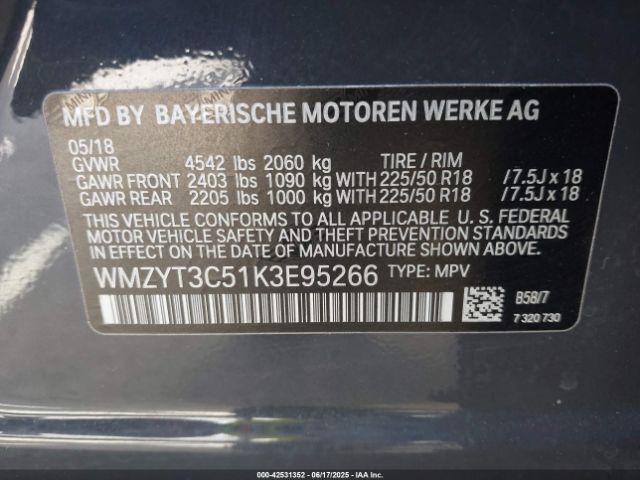 MFD BY BAYERISCHE MOTOREN WERKE AG
05/18
GVWR 4542 lbs 2060 kg TIRE / RIM
GAWR FRONT 2403 lbs 1090 kg WITH 225/50 R18 /7.5J x 18
GAWR REAR 2205 lbs 1000 kg WITH 225/50 R18 /7.5J x 18
THIS VEHICLE CONFORMS TO ALL APPLICABLE U. S. FEDERAL
MOTOR VEHICLE SAFETY AND THEFT PREVENTION STANDARDS IN
EFFECT ON THE DATE OF MANUFACTURE SHOWN ABOVE.
WMZYT3C51K3E95266 TYPE: MPV
B58/7
7 320 730
000-42531352 06/17/2025 IAA Inc.